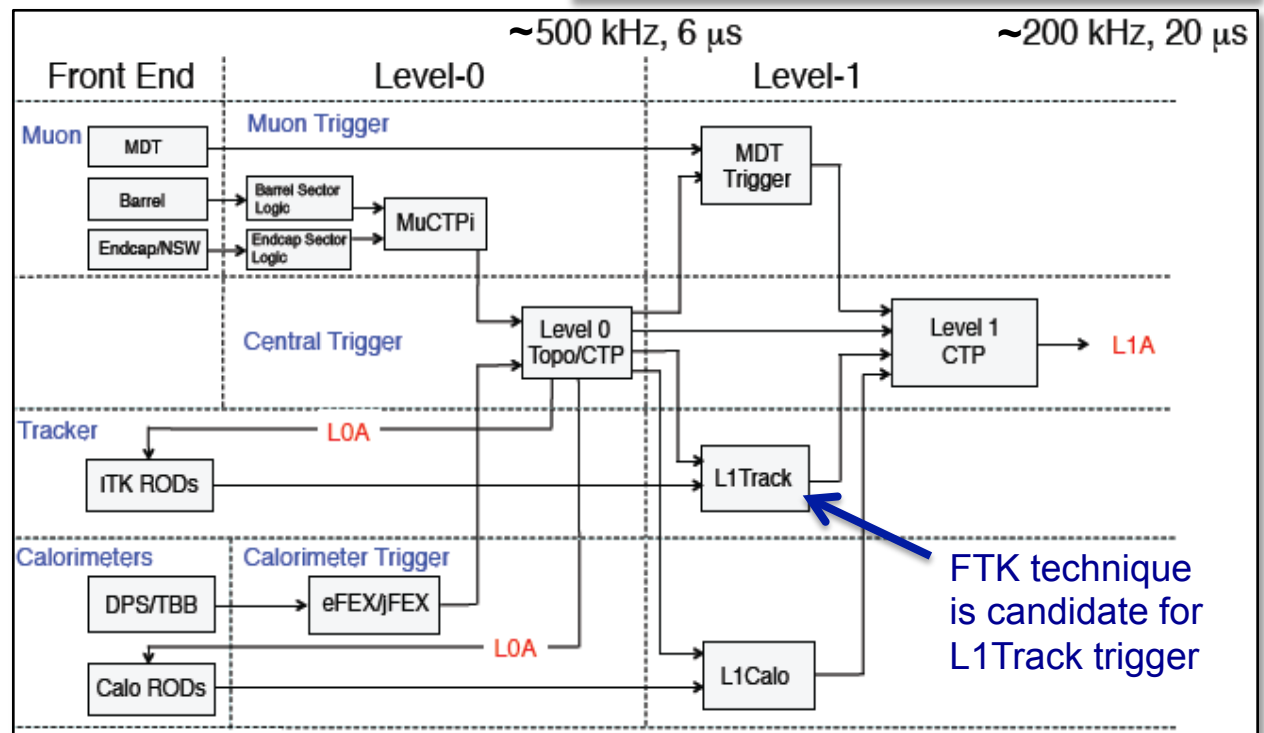 ~500 kHz, 6 μs
~200 kHz, 20 μs
Front End
Level-0
Level-1
Muon
Muon Trigger
MDT
MDT
Trigger
Barrel
Barrel Sector
Logic
MuCTPi
Endcap/NSW
Endcap Sector
Logic
Central Trigger
Level 0
Topo/CTP
Level 1
CTP
L1A
Tracker
L0A
ITK RODs
L1Track
Calorimeters
Calorimeter Trigger
DPS/TBB
eFEX/jFEX
FTK technique
is candidate for
L1Track trigger
L0A
Calo RODs
L1Calo